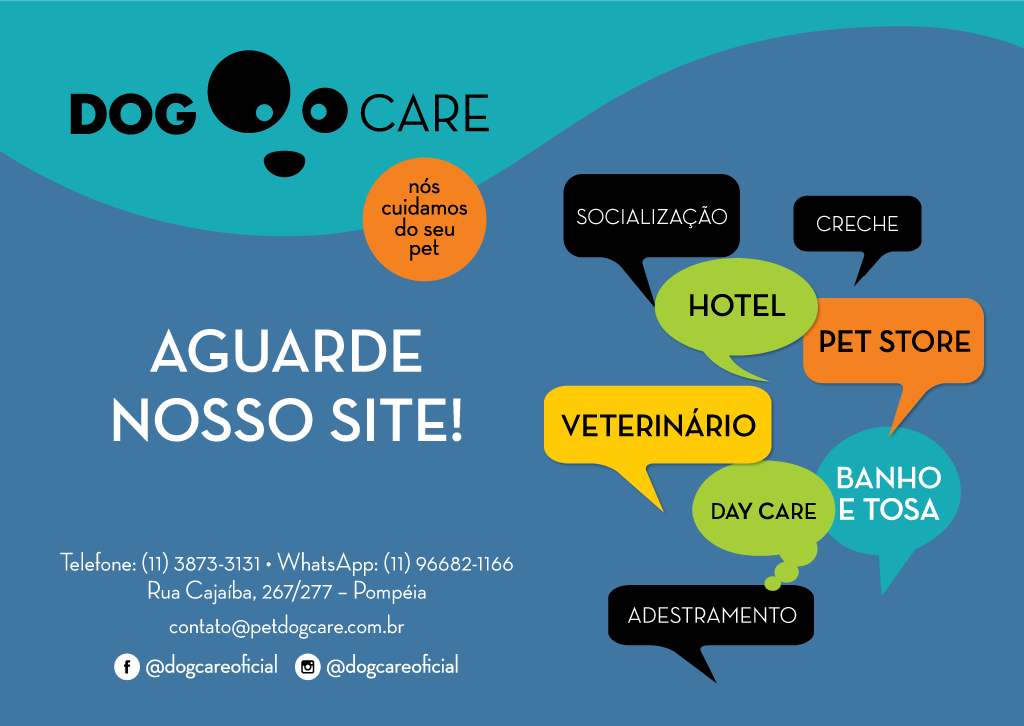 DOG CARE
nós
cuidamos
do seu
pet
AGUARDE
NOSSO SITE!
Telefone: (11) 3873-3131 • WhatsApp: (11) 96682-1166
Rua Cajaíba, 267/277 – Pompéia
contato@petdogcare.com.br
@dogcareoficial @dogcareoficial
SOCIALIZAÇÃO
CRECHE
HOTEL
PET STORE
VETERINÁRIO
BANHO
E TOSA
DAY CARE
ADESTRAMENTO